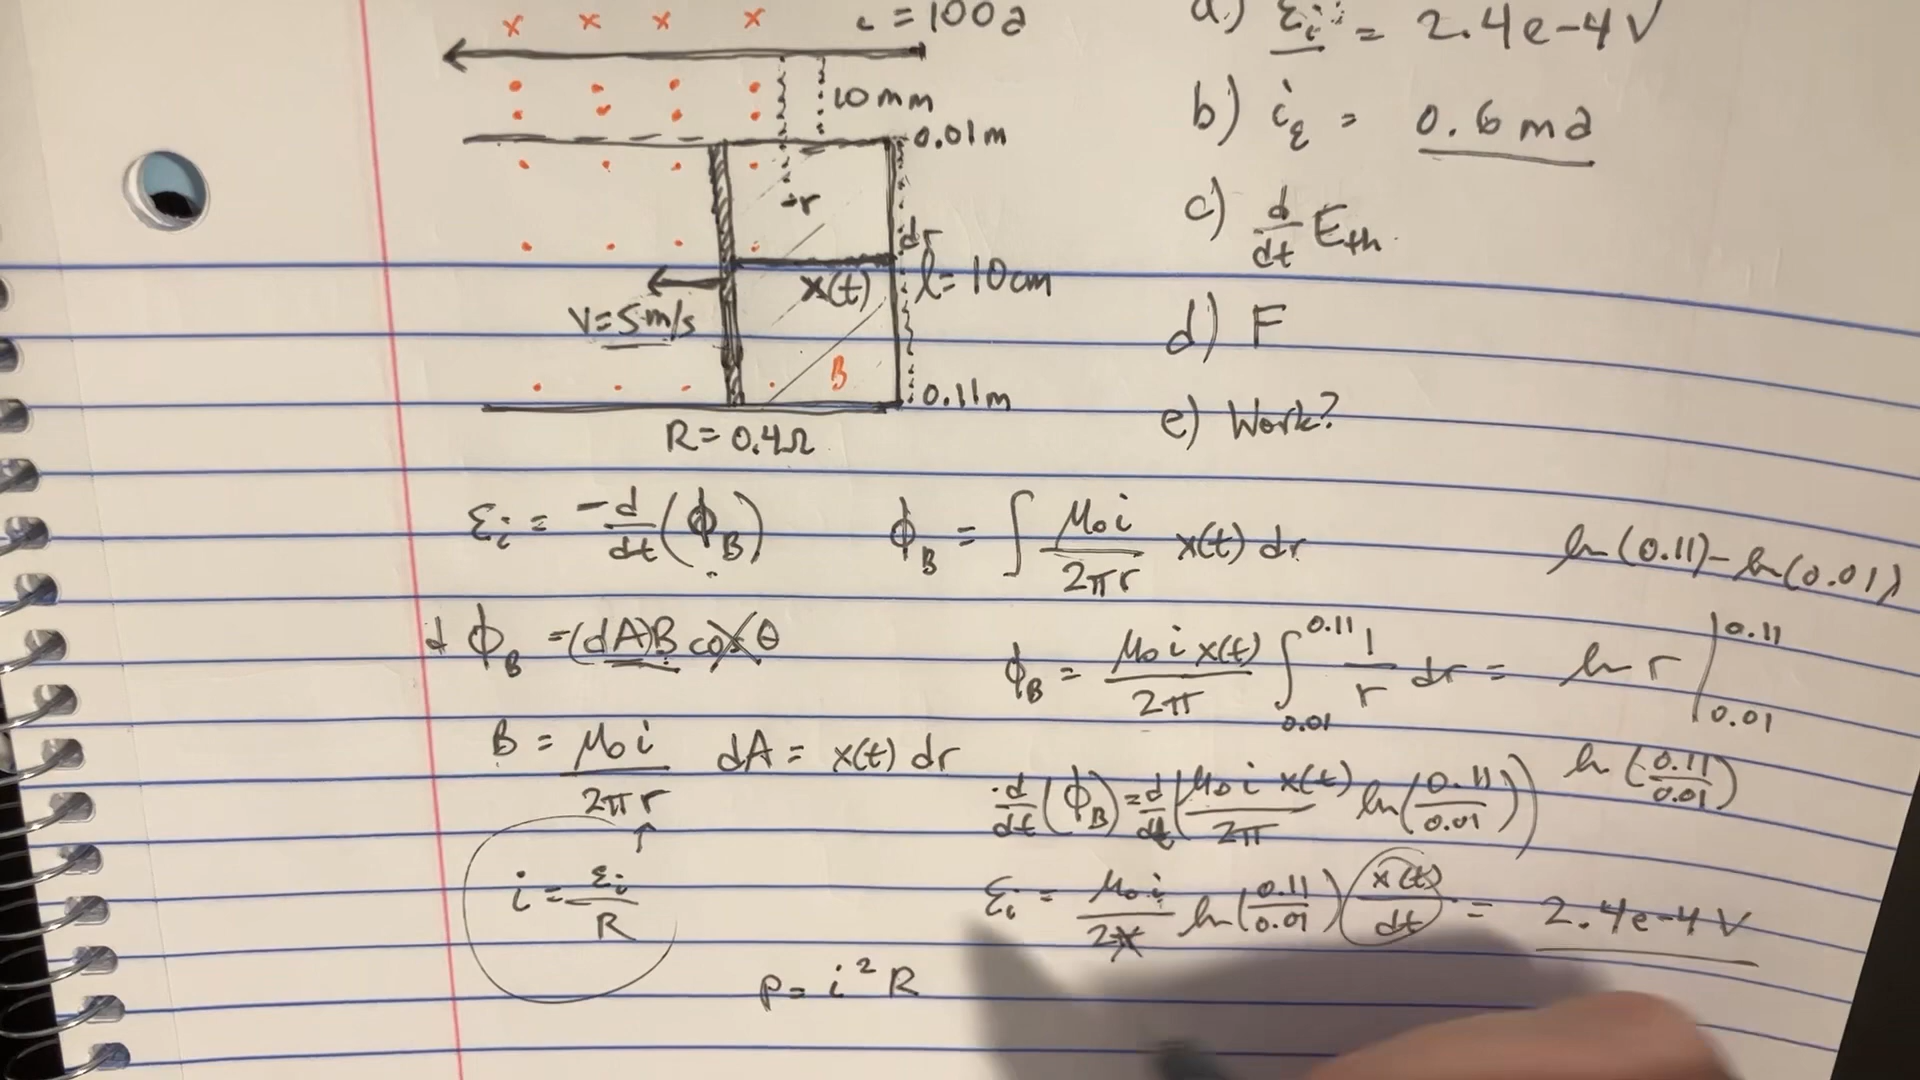 x x x x i = 100a
10mm
0.01m
r
dr
x(t) l = 10cm
V = 5m/s
B
0.11m
R = 0.4Ω
a) εi = 2.4e-4V
b) iε = 0.6ma
c) d/dt Eth
d) F
e) Work?
εi = -d/dt (ϕB) ϕB = ∫ μ₀i/2πr x(t) dr
ln(0.11) - ln(0.01)
dϕB = (dA)B cosθ
ϕB = μ₀ i x(t)/2π ∫ 0.11 0.01 1/r dr = ln r | 0.11 0.01
B = μ₀i/2πr dA = x(t) dr
ln(0.11/0.01)
-d/dt (ϕB) = d/dt (μ₀ i x(t)/2π ln(0.11/0.01))
i = εi/R
εi = μ₀ i/2π ln(0.11/0.01) x(t)/dt = 2.4e-4V
P = i² R